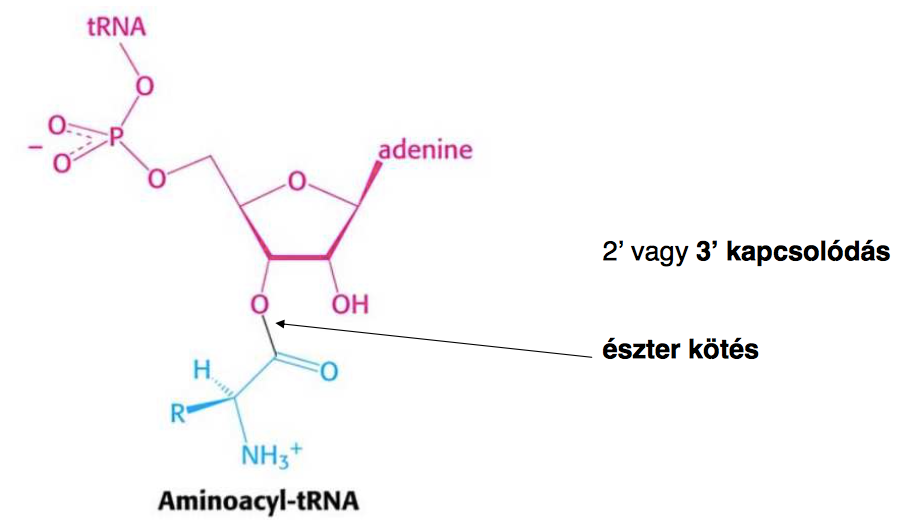 tRNA
O
O
P
−
O
O
adenine
O
2’ vagy 3’ kapcsolódás
O
OH
észter kötés
H
O
R
NH₃⁺
Aminoacyl-tRNA